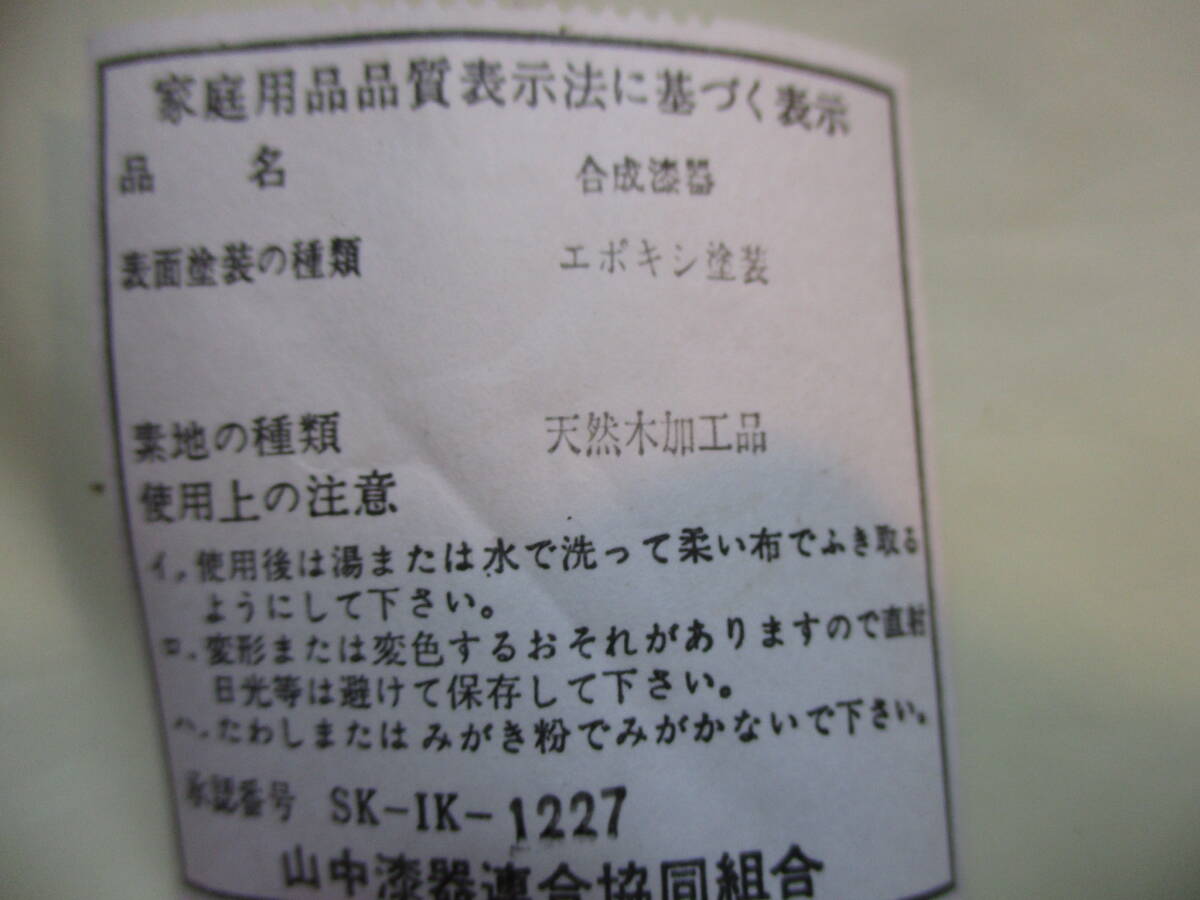 家庭用品品質表示法に基づく表示
品名 合成漆器
表面塗装の種類 エポキシ塗装
素地の種類 天然木加工品
使用上の注意
イ、使用後は湯または水で洗って柔い布でふき取る
ようにして下さい。
ロ、変形または変色するおそれがありますので直射
日光等は避けて保存して下さい。
ハ、たわしまたはみがき粉でみがかないで下さい。
承認番号 SK-IK-1227
山中漆器連合協同組合